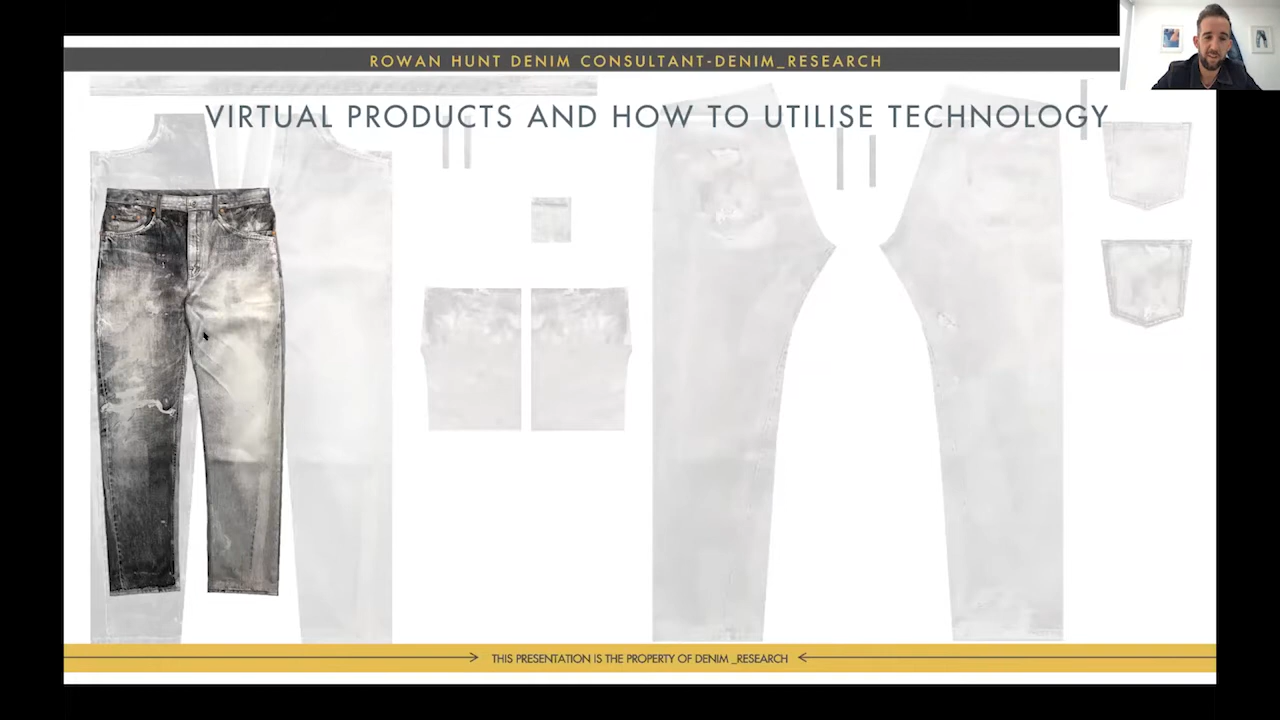 ROWAN HUNT DENIM CONSULTANT-DENIM_RESEARCH
VIRTUAL PRODUCTS AND HOW TO UTILISE TECHNOLOGY
THIS PRESENTATION IS THE PROPERTY OF DENIM _RESEARCH